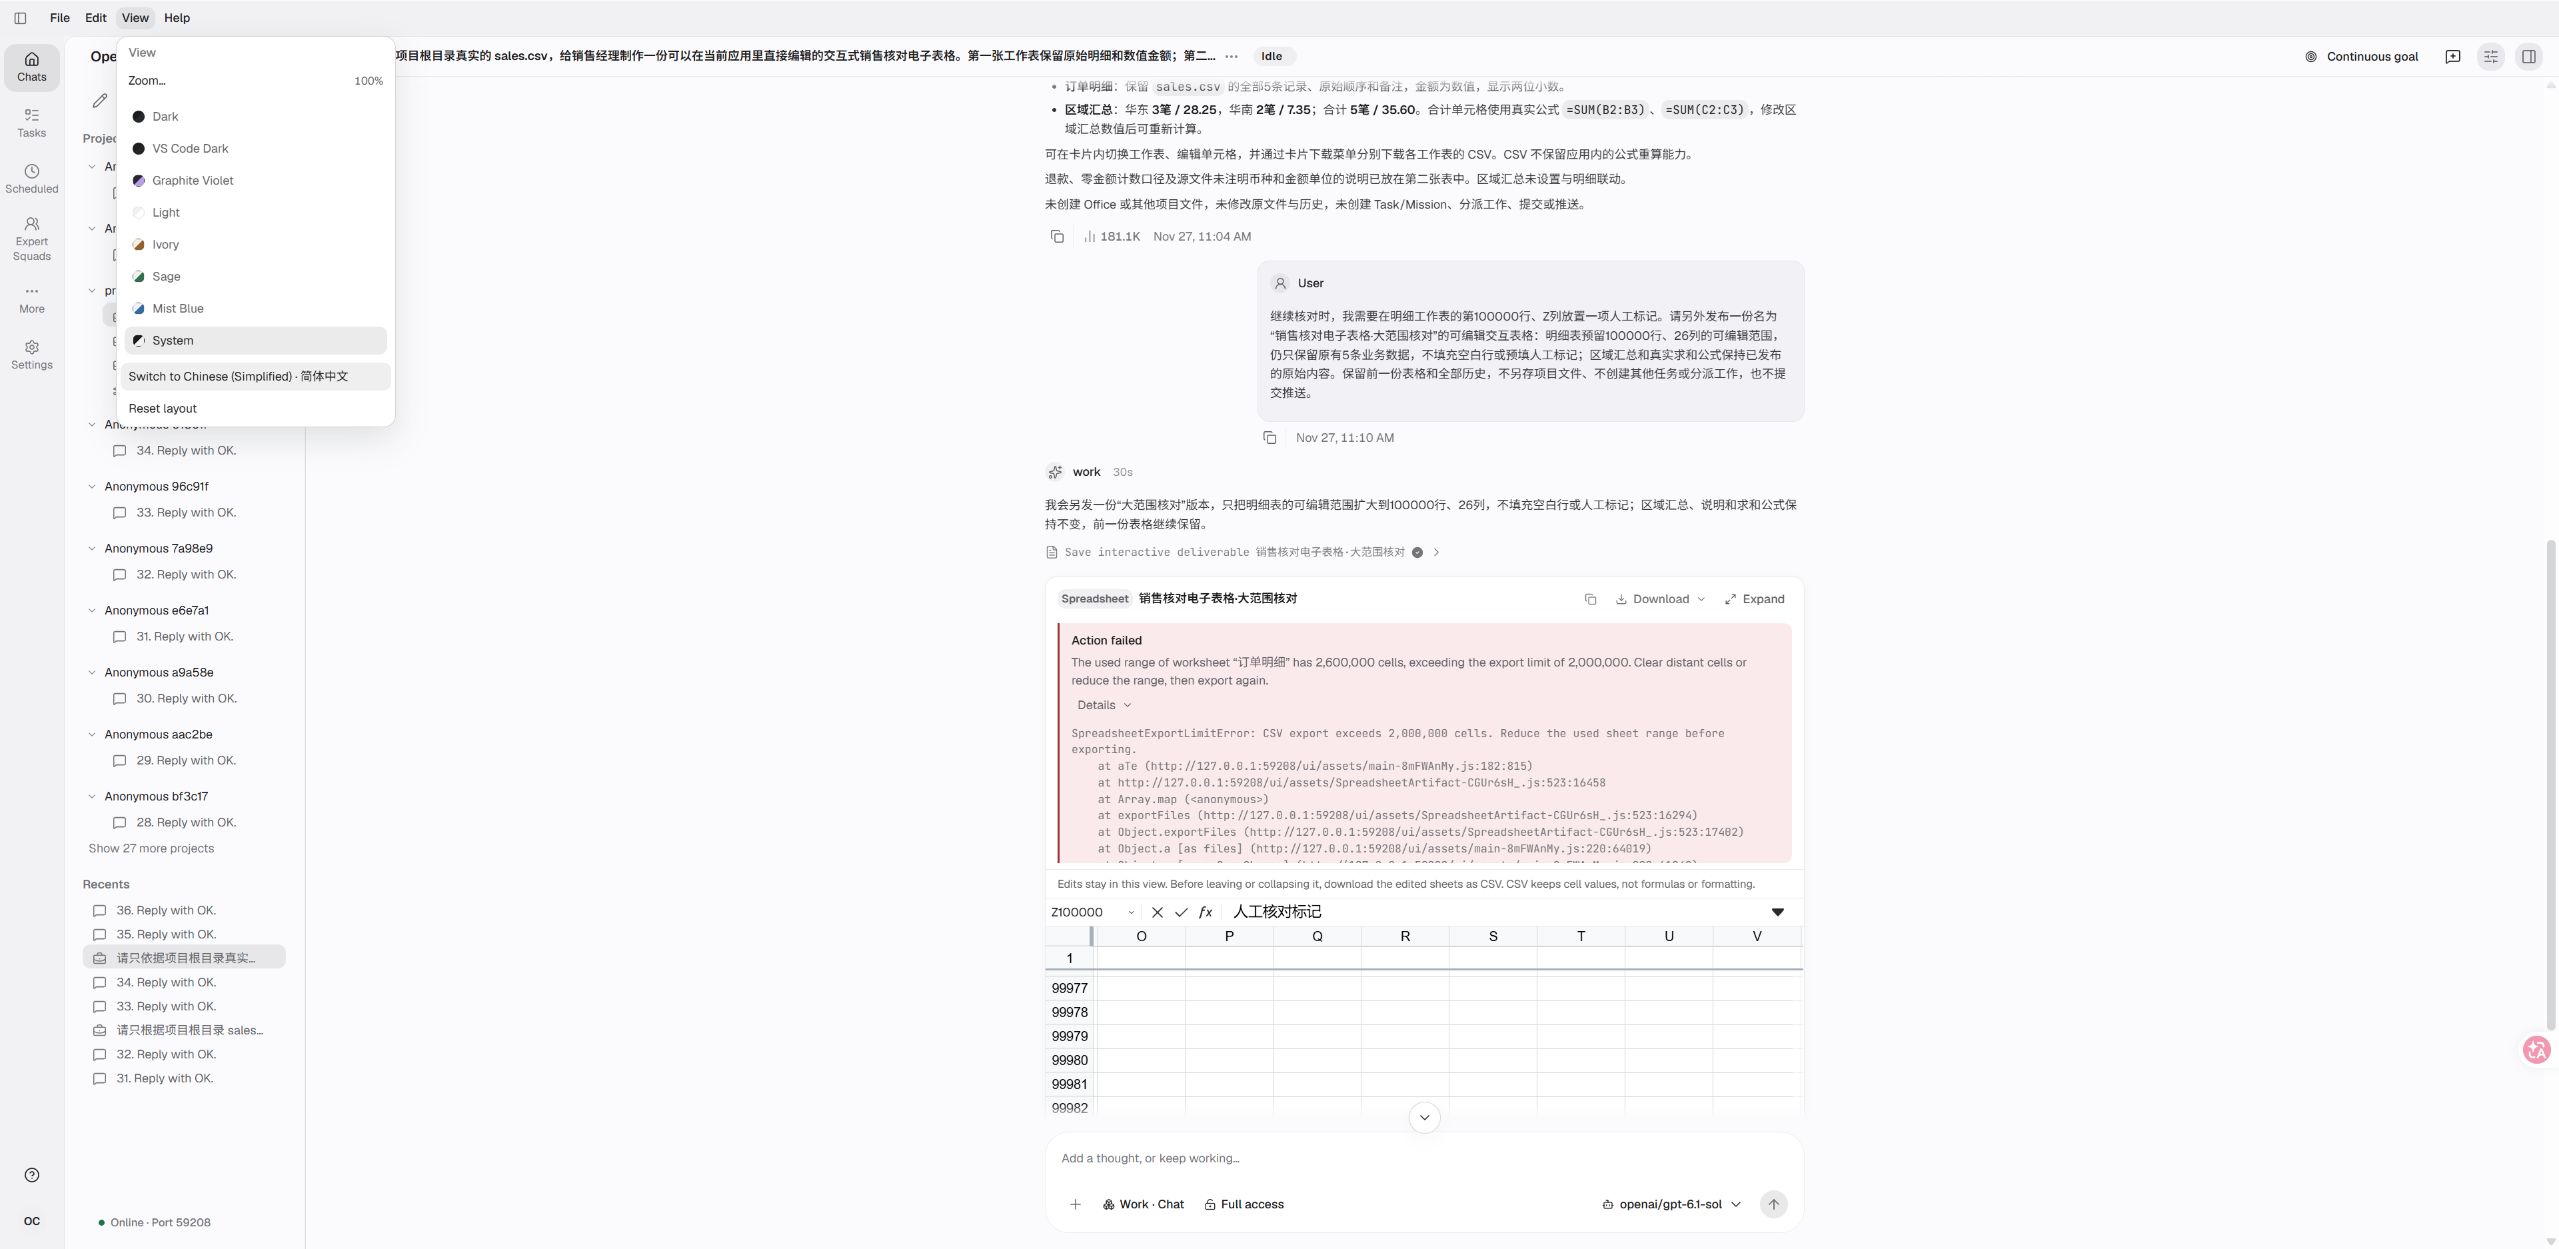 File Edit View Help
View
Zoom... 100%
Dark
VS Code Dark
Graphite Violet
Light
Ivory
Sage
Mist Blue
System
Switch to Chinese (Simplified) · 简体中文
Reset layout
Chats
Tasks
Scheduled
Expert
Squads
More
Settings
OC
Ope
Projec
An
An
pr
34. Reply with OK.
Anonymous 96c91f
33. Reply with OK.
Anonymous 7a98e9
32. Reply with OK.
Anonymous e6e7a1
31. Reply with OK.
Anonymous a9a58e
30. Reply with OK.
Anonymous aac2be
29. Reply with OK.
Anonymous bf3c17
28. Reply with OK.
Show 27 more projects
Recents
36. Reply with OK.
35. Reply with OK.
请只依据项目根目录真实...
34. Reply with OK.
33. Reply with OK.
请只根据项目根目录 sales...
32. Reply with OK.
31. Reply with OK.
Online · Port 59208
项目根目录真实的 sales.csv，给销售经理制作一份可以在当前应用里直接编辑的交互式销售核对电子表格。第一张工作表保留原始明细和数值金额；第二... ··· Idle
Continuous goal
• 订单明细：保留 sales.csv 的全部5条记录、原始顺序和备注，金额为数值，显示两位小数。
• 区域汇总：华东 3笔 / 28.25，华南 2笔 / 7.35；合计 5笔 / 35.60。合计单元格使用真实公式 =SUM(B2:B3)、 =SUM(C2:C3)，修改区
域汇总数值后可重新计算。
可在卡片内切换工作表、编辑单元格，并通过卡片下载菜单分别下载各工作表的 CSV。CSV 不保留应用内的公式重算能力。
退款、零金额计数口径及源文件未注明币种和金额单位的说明已放在第二张表中。区域汇总未设置与明细联动。
未创建 Office 或其他项目文件，未修改原文件与历史，未创建 Task/Mission、分派工作、提交或推送。
181.1K Nov 27, 11:04 AM
User
继续核对时，我需要在明细工作表的第100000行、Z列放置一项人工标记。请另外发布一份名为
“销售核对电子表格·大范围核对”的可编辑交互表格：明细表预留100000行、26列的可编辑范围，
仍只保留原有5条业务数据，不填充空白行或预填人工标记；区域汇总和真实求和公式保持已发布
的原始内容。保留前一份表格和全部历史，不另存项目文件、不创建其他任务或分派工作，也不提
交推送。
Nov 27, 11:10 AM
work 30s
我会另发一份“大范围核对”版本，只把明细表的可编辑范围扩大到100000行、26列，不填充空白行或人工标记；区域汇总、说明和求和公式保
持不变，前一份表格继续保留。
Save interactive deliverable 销售核对电子表格·大范围核对
Spreadsheet 销售核对电子表格·大范围核对 Download Expand
Action failed
The used range of worksheet “订单明细” has 2,600,000 cells, exceeding the export limit of 2,000,000. Clear distant cells or
reduce the range, then export again.
Details
SpreadsheetExportLimitError: CSV export exceeds 2,000,000 cells. Reduce the used sheet range before
exporting.
at aTe (http://127.0.0.1:59208/ui/assets/main-8mFWAnMy.js:182:815)
at http://127.0.0.1:59208/ui/assets/SpreadsheetArtifact-CGUr6sH_.js:523:16458
at Array.map (<anonymous>)
at exportFiles (http://127.0.0.1:59208/ui/assets/SpreadsheetArtifact-CGUr6sH_.js:523:16294)
at Object.exportFiles (http://127.0.0.1:59208/ui/assets/SpreadsheetArtifact-CGUr6sH_.js:523:17402)
at Object.a [as files] (http://127.0.0.1:59208/ui/assets/main-8mFWAnMy.js:220:64019)
Edits stay in this view. Before leaving or collapsing it, download the edited sheets as CSV. CSV keeps cell values, not formulas or formatting.
Z100000 fx 人工核对标记
O P Q R S T U V
1
99977
99978
99979
99980
99981
99982
Add a thought, or keep working...
Work · Chat Full access openai/gpt-6.1-sol